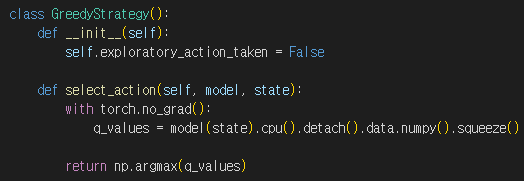 class GreedyStrategy():
    def __init__(self):
        self.exploratory_action_taken = False

    def select_action(self, model, state):
        with torch.no_grad():
            q_values = model(state).cpu().detach().data.numpy().squeeze()

        return np.argmax(q_values)